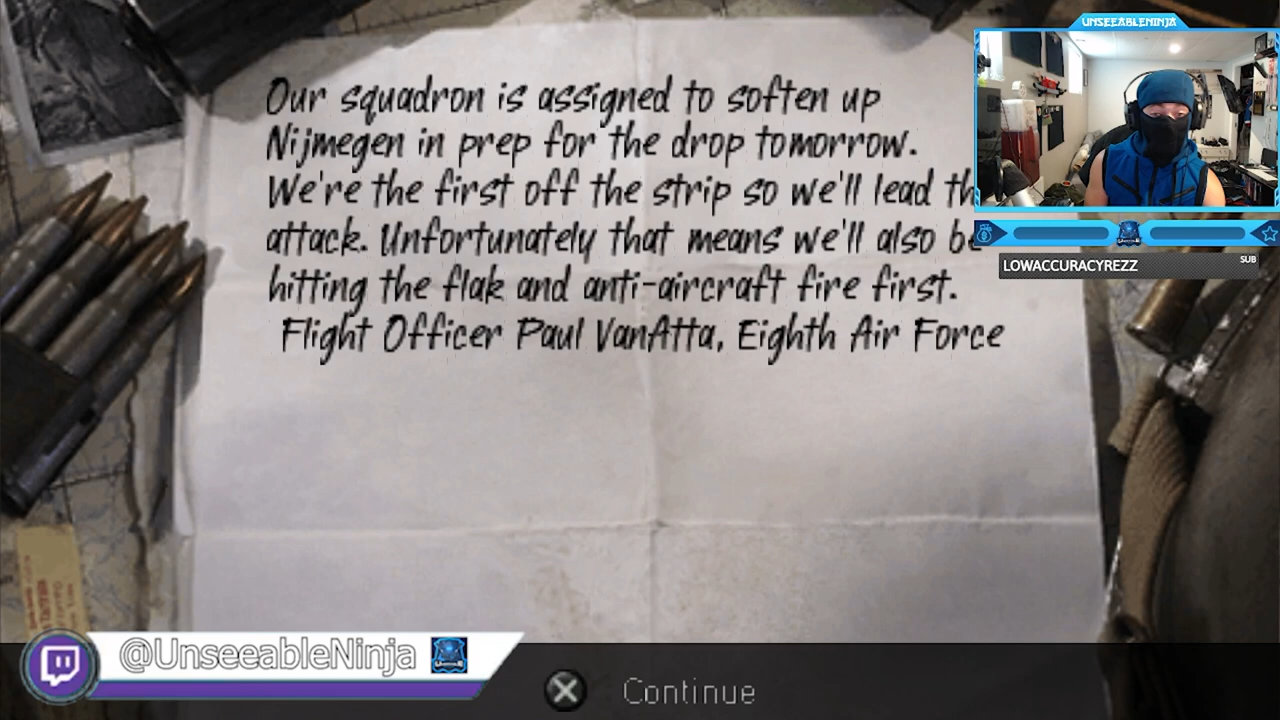 UNSEEABLENINJA
Our squadron is assigned to soften up
Nijmegen in prep for the drop tomorrow.
We're the first off the strip so we'll lead th
attack. Unfortunately that means we'll also be
hitting the flak and anti-aircraft fire first.
Flight Officer Paul VanAtta, Eighth Air Force
LOWACCURACYREZZ SUB
@UnseeableNinja
Continue